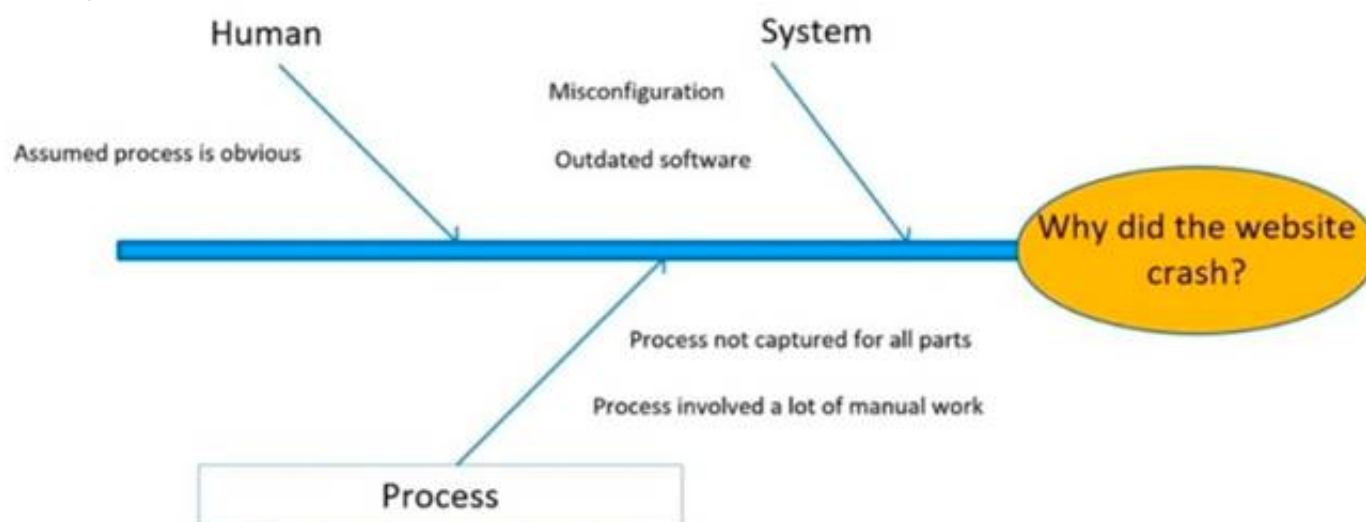 Human
System
Misconfiguration
Assumed process is obvious
Outdated software
Why did the website
crash?
Process not captured for all parts
Process involved a lot of manual work
Process